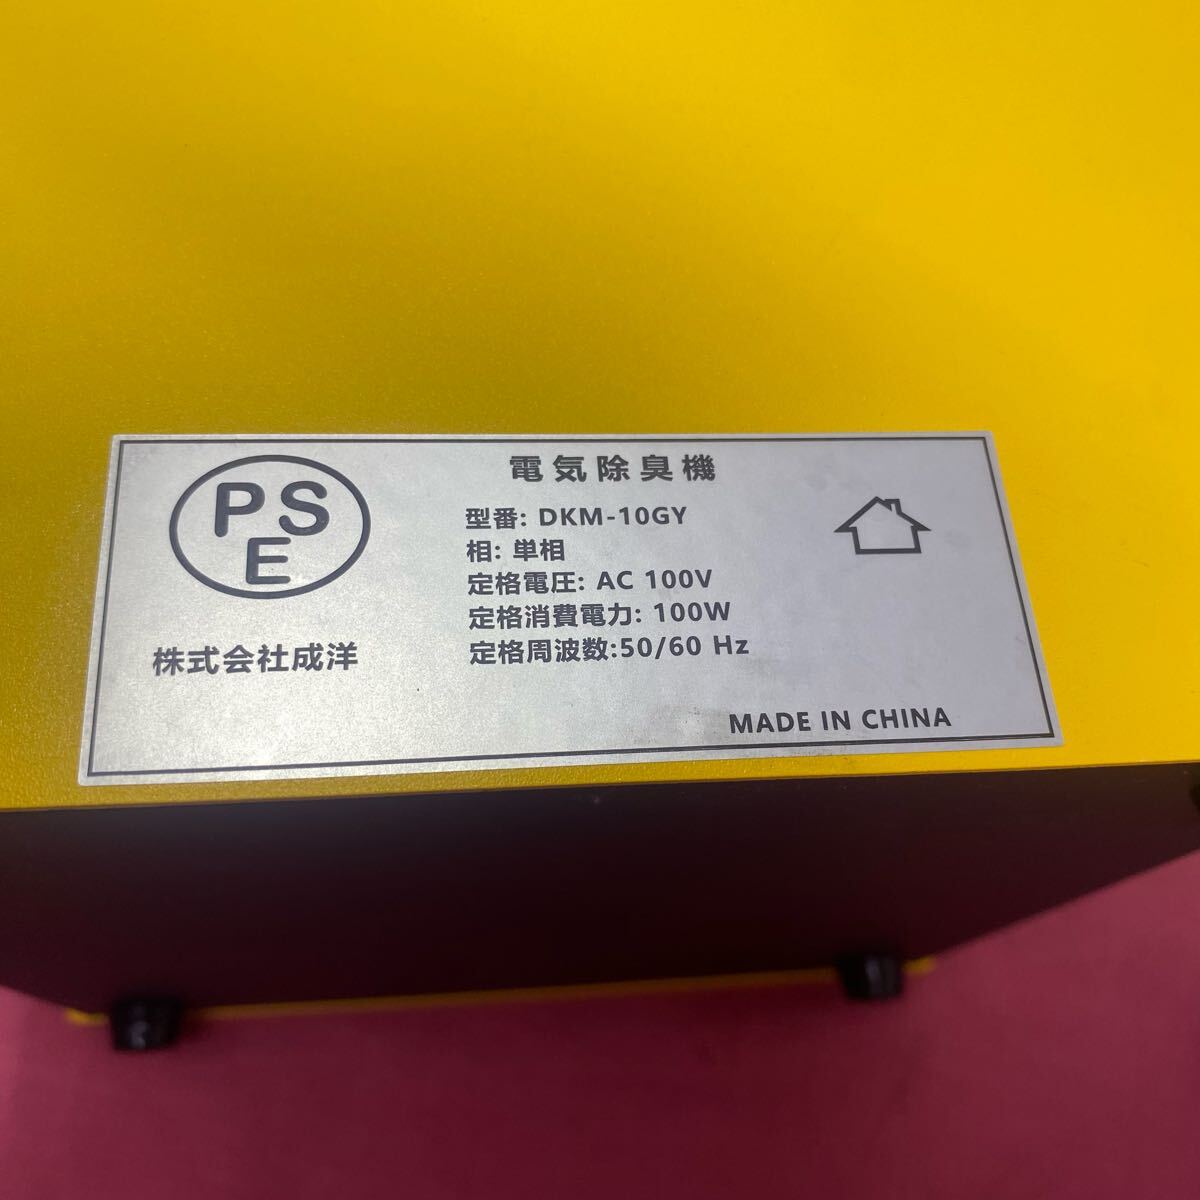 PS
E
株式会社成洋
電気除臭機
型番: DKM-10GY
相: 単相
定格電圧: AC 100V
定格消費電力: 100W
定格周波数:50/60 Hz
MADE IN CHINA